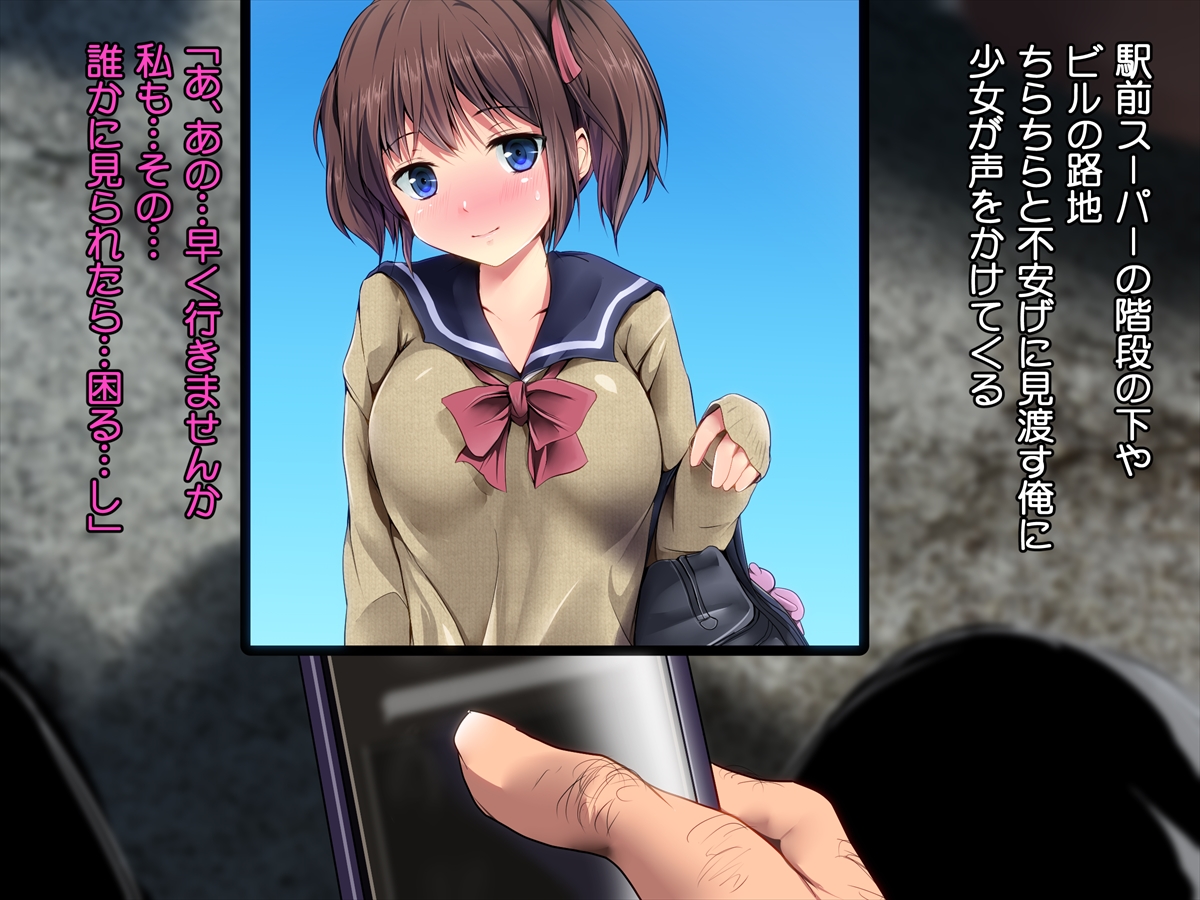 駅前スーパーの階段の下や
ビルの路地
ちらちらと不安げに見渡す俺に
少女が声をかけてくる
「あ、あの…早く行きませんか
私も…その…
誰かに見られたら…困る…し」